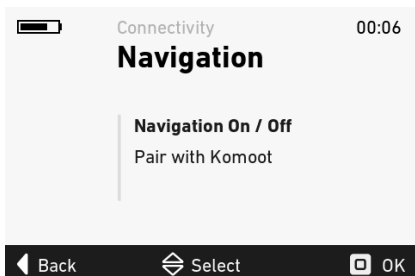 Connectivity
00:06
Navigation
Navigation On / Off
Pair with Komoot
Back
Select
OK